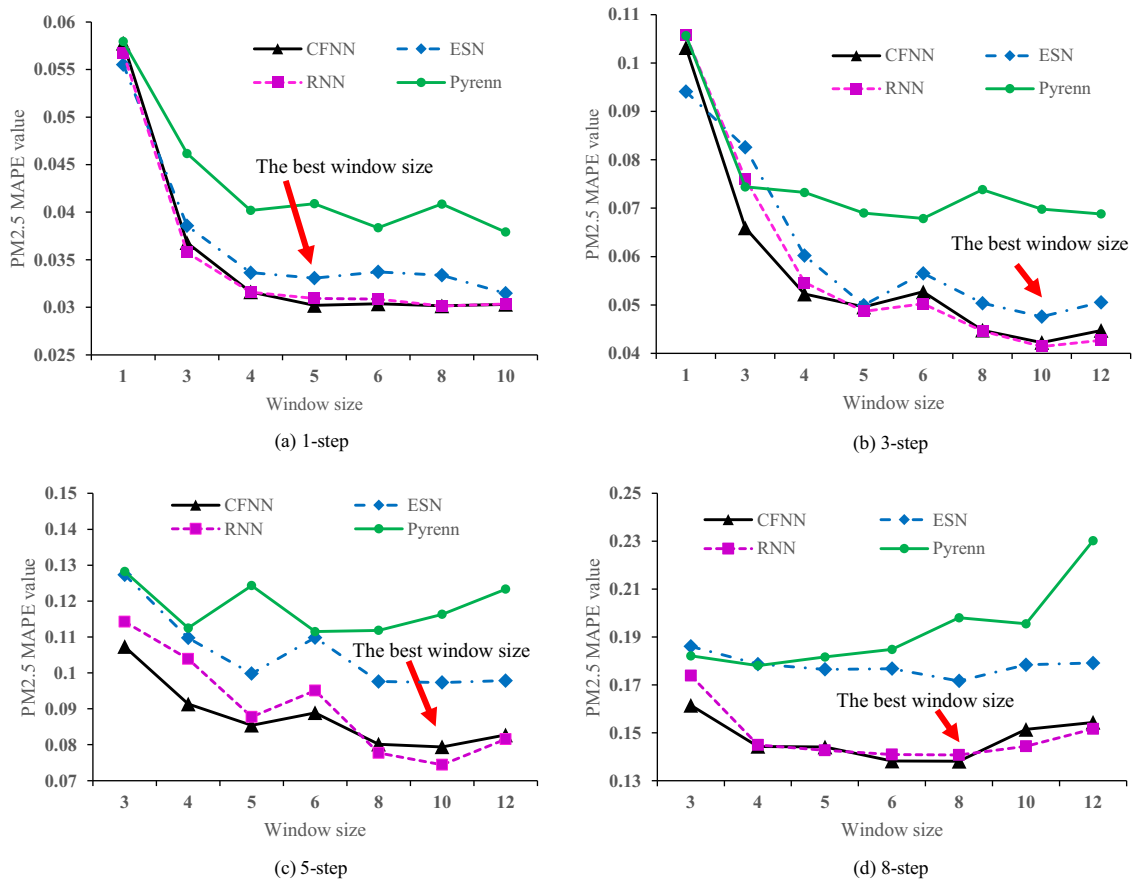 0.06
0.055
0.05
0.045
0.04
0.035
0.03
0.025
PM2.5 MAPE value
CFNN
ESN
RNN
Pyrenn
The best window size
1 3 4 5 6 8 10
Window size
(a) 1-step
0.11
0.1
0.09
0.08
0.07
0.06
0.05
0.04
PM2.5 MAPE value
CFNN
ESN
RNN
Pyrenn
The best window size
1 3 4 5 6 8 10 12
Window size
(b) 3-step
0.15
0.14
0.13
0.12
0.11
0.1
0.09
0.08
0.07
PM2.5 MAPE value
CFNN
ESN
RNN
Pyrenn
The best window size
3 4 5 6 8 10 12
Window size
(c) 5-step
0.25
0.23
0.21
0.19
0.17
0.15
0.13
PM2.5 MAPE value
CFNN
ESN
RNN
Pyrenn
The best window size
3 4 5 6 8 10 12
Window size
(d) 8-step